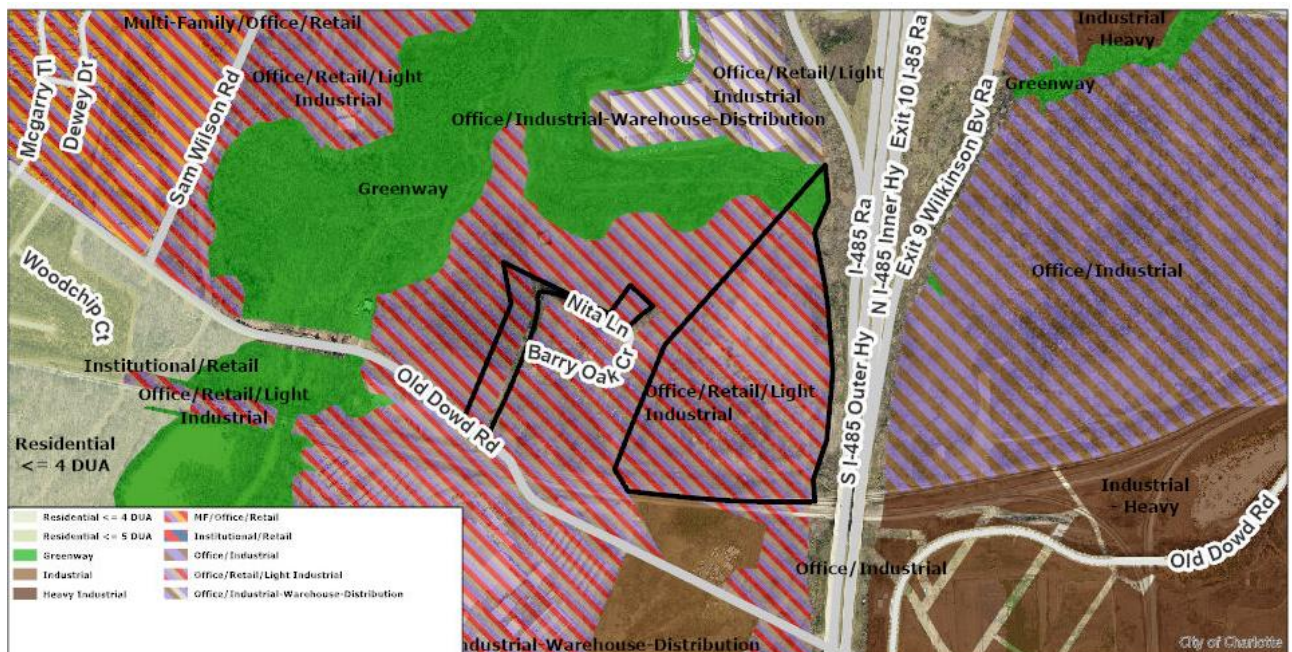 Multi-Family/Office/Retail
Mcgarry Tl
Dewey Dr
Sam Wilson Rd
Office/Retail/Light
Industrial
Office/Retail/Light
Industrial
Office/Industrial-Warehouse-Distribution
Industrial
- Heavy
Greenway
Greenway
I-485 Ra
N I-485 Inner Hy
Exit 10 I-85 Ra
Exit 9 Wilkinson Bv Ra
S I-485 Outer Hy
Office/Industrial
Woodchip Ct
Nita Ln
Barry Oak Cr
Institutional/Retail
Office/Retail/Light
Industrial
Old Dowd Rd
Office/Retail/Light
Industrial
Residential
<= 4 DUA
Industrial
- Heavy
Old Dowd Rd
Office/Industrial
ndustrial-Warehouse-Distribution
Residential <= 4 DUA
Residential <= 5 DUA
Greenway
Industrial
Heavy Industrial
MF/Office/Retail
Institutional/Retail
Office/Industrial
Office/Retail/Light Industrial
Office/Industrial-Warehouse-Distribution
City of Charlotte